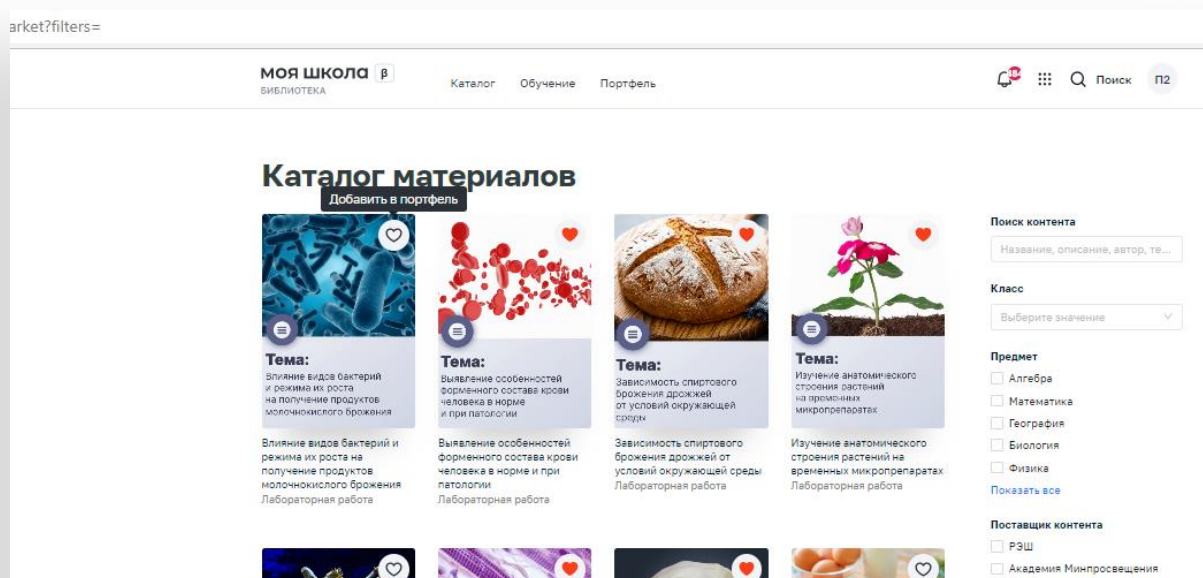 arket?filters=
моя школа β
БИБЛИОТЕКА
Каталог Обучение Портфель
Поиск П2
Каталог материалов
Добавить в портфель
Тема:
Влияние видов бактерий
и режима их роста
на получение продуктов
молочнокислого брожения
Влияние видов бактерий и
режима их роста на
получение продуктов
молочнокислого брожения
Лабораторная работа
Тема:
Выявление особенностей
форменного состава крови
человека в норме
и при патологии
Выявление особенностей
форменного состава крови
человека в норме и при
патологии
Лабораторная работа
Тема:
Зависимость спиртового
брожения дрожжей
от условий окружающей
среды
Зависимость спиртового
брожения дрожжей от
условий окружающей среды
Лабораторная работа
Тема:
Изучение анатомического
строения растений
на временных
микропрепаратах
Изучение анатомического
строения растений на
временных микропрепаратах
Лабораторная работа
Поиск контента
Название, описание, автор, те...
Класс
Выберите значение
Предмет
Алгебра
Математика
География
Биология
Физика
Показать все
Поставщик контента
РЭШ
Академия Минпросвещения